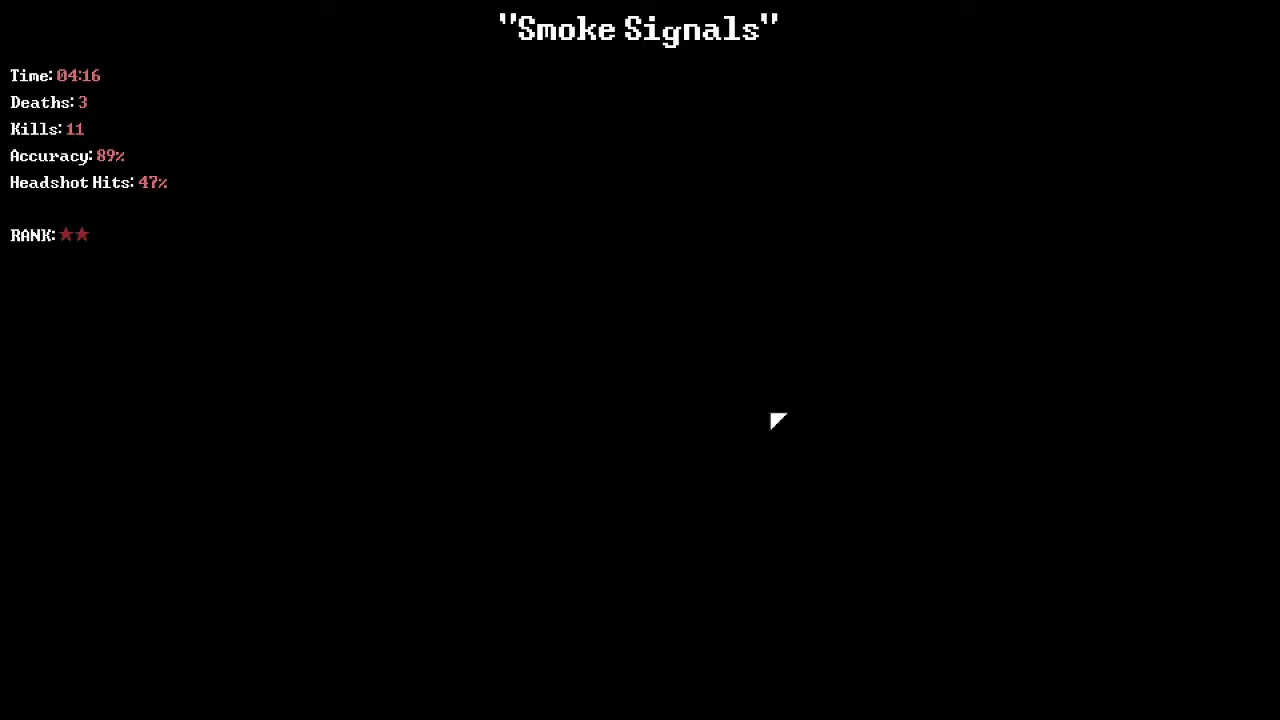 "Smoke Signals"
Time: 04:16
Deaths: 3
Kills: 11
Accuracy: 89%
Headshot Hits: 47%
RANK: ★★